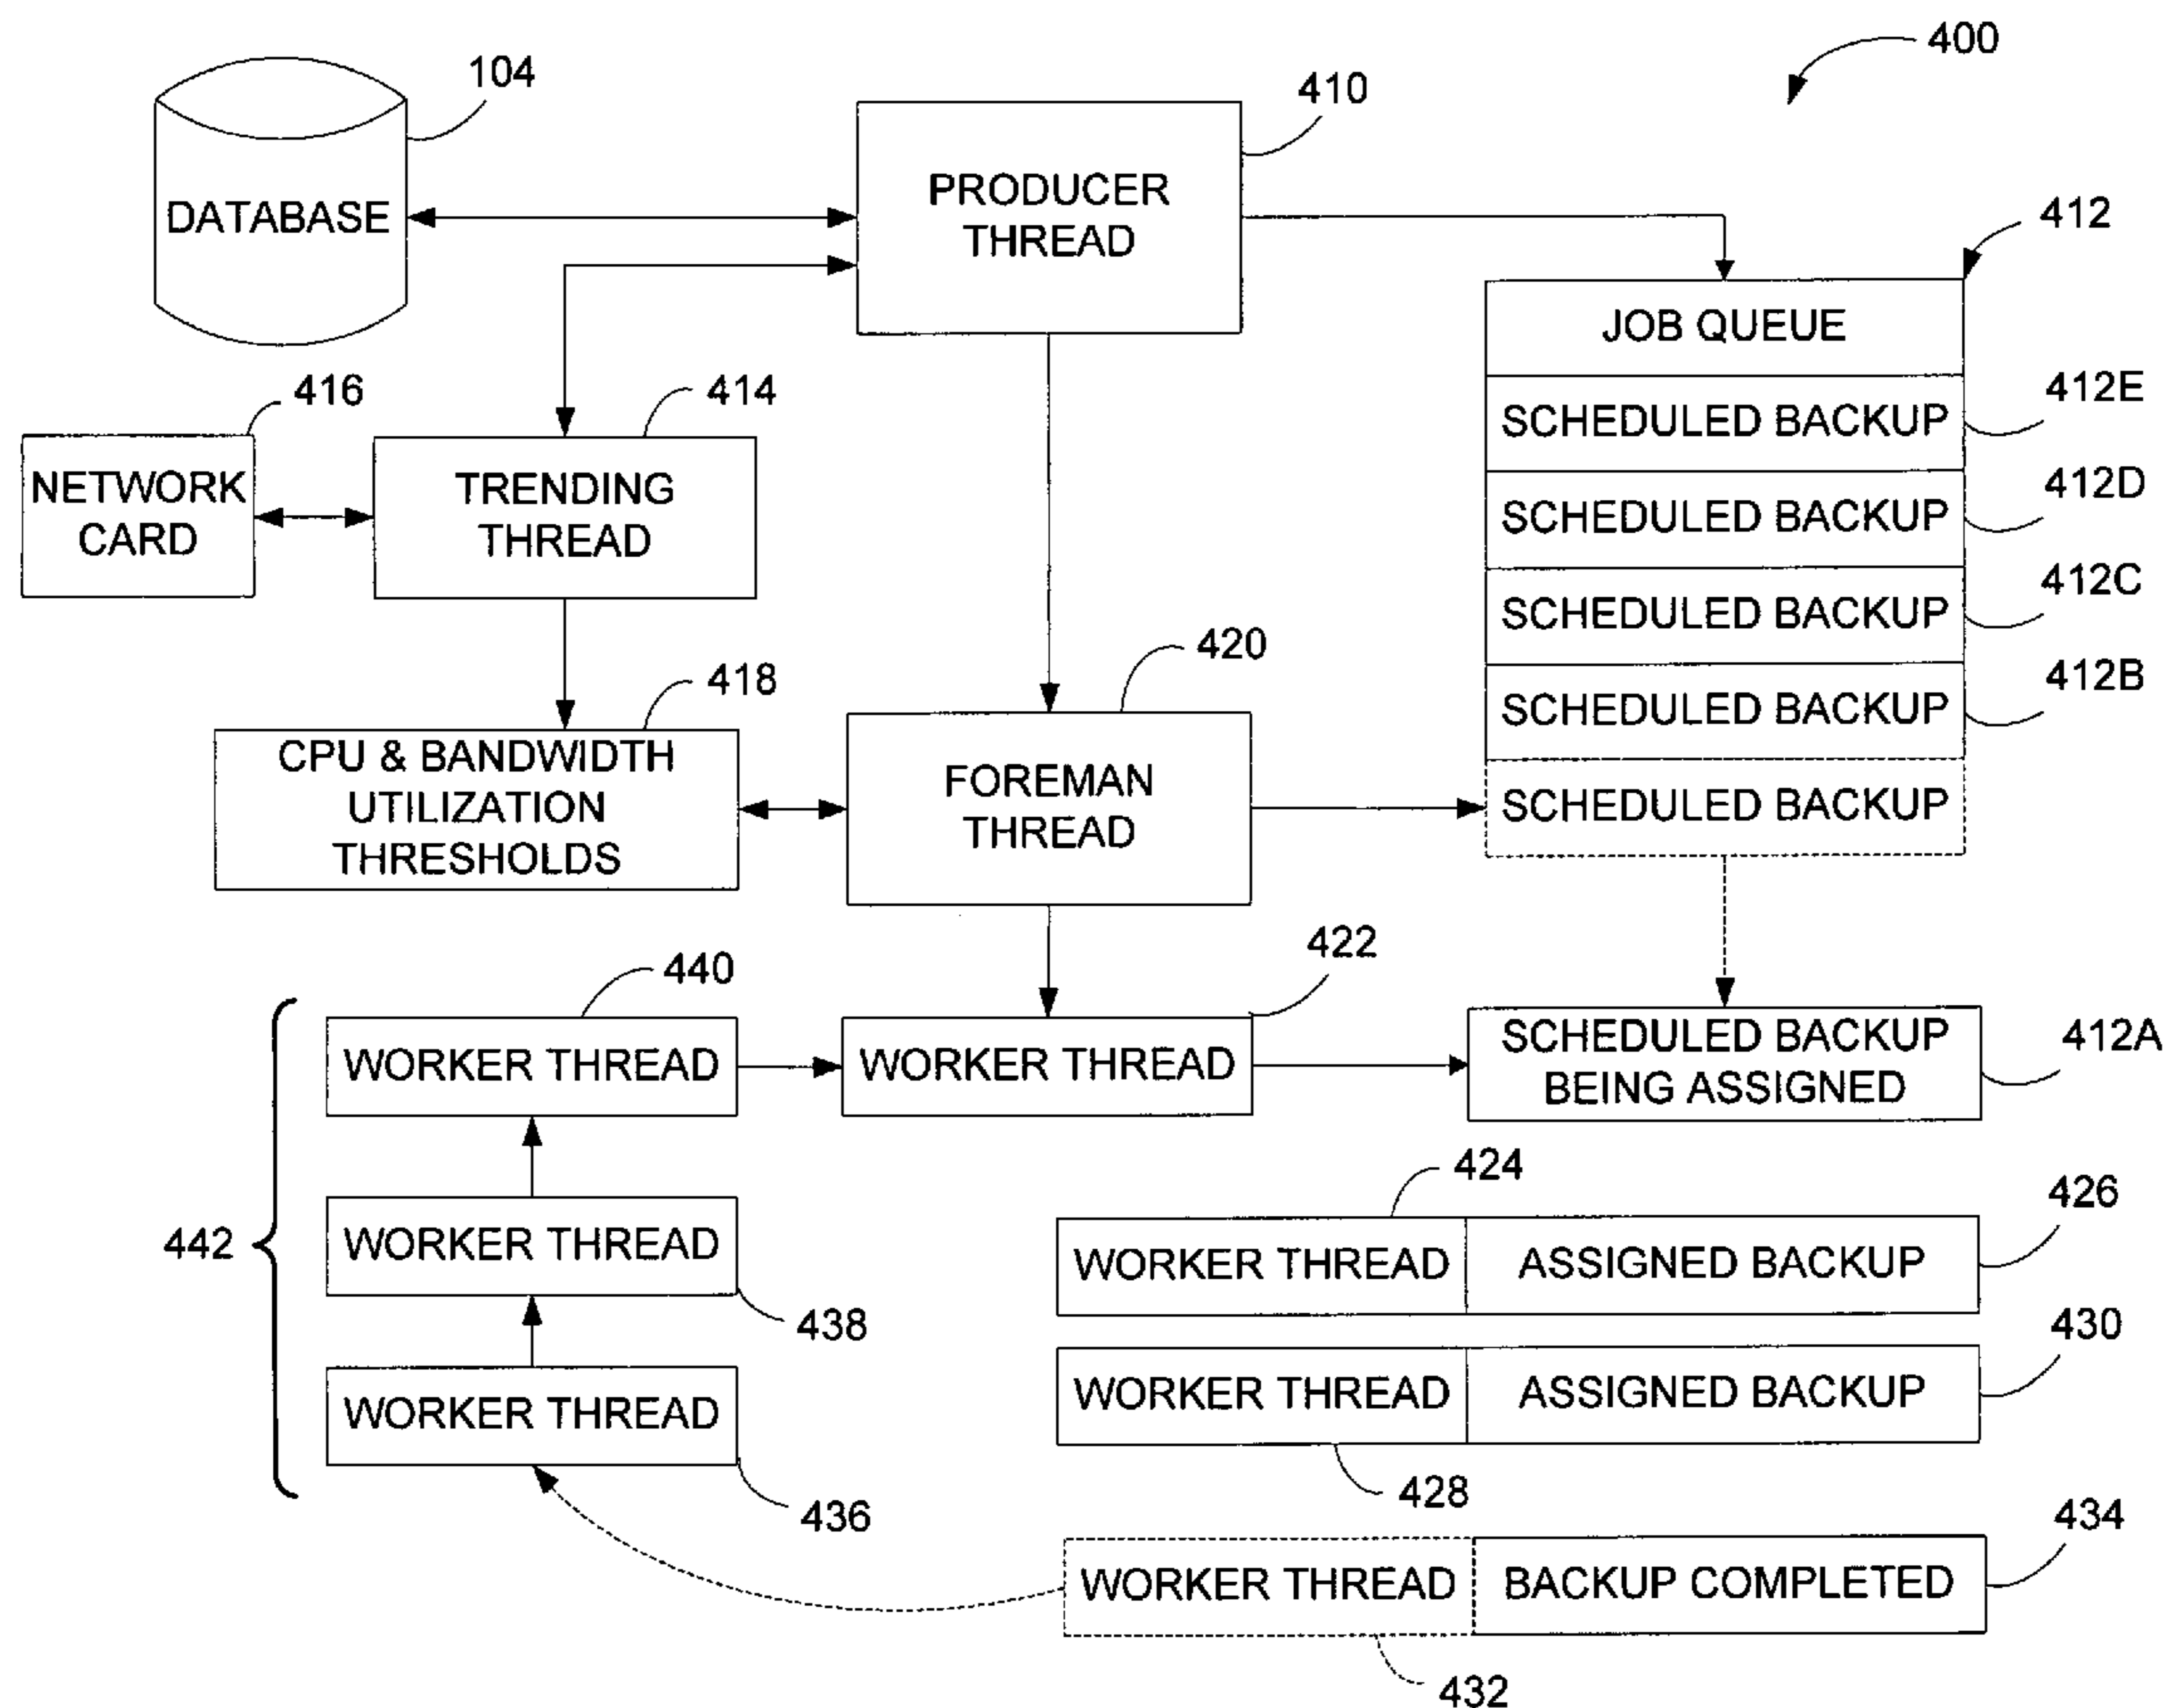 400
104
410
DATABASE
PRODUCER
THREAD
412
JOB QUEUE
416
414
412E
SCHEDULED BACKUP
NETWORK
CARD
TRENDING
THREAD
412D
SCHEDULED BACKUP
412C
SCHEDULED BACKUP
418
420
412B
SCHEDULED BACKUP
CPU & BANDWIDTH
UTILIZATION
THRESHOLDS
FOREMAN
THREAD
SCHEDULED BACKUP
440
422
WORKER THREAD
WORKER THREAD
SCHEDULED BACKUP
BEING ASSIGNED
412A
424
426
442
WORKER THREAD
438
WORKER THREAD
ASSIGNED BACKUP
430
WORKER THREAD
436
WORKER THREAD
ASSIGNED BACKUP
428
434
WORKER THREAD
BACKUP COMPLETED
432